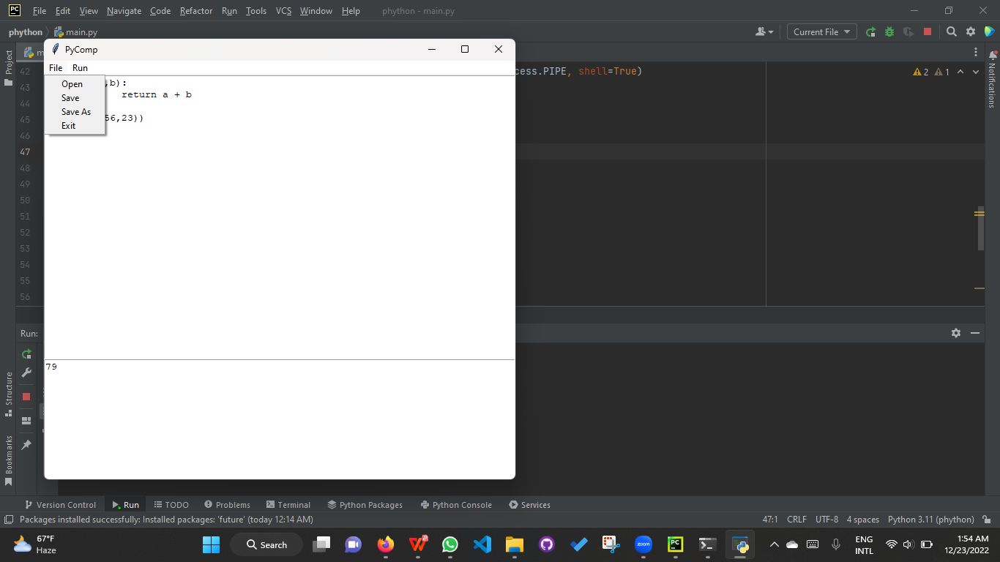 PC File Edit View Navigate Code Refactor Run Tools VCS Window Help phython - main.py
phython main.py Current File
Project
m
PyComp
File Run
Open
Save
Save As
Exit
,b):
return a + b
56,23))
79
42
43
44
45
46
47
48
49
50
51
52
53
54
55
56
cess.PIPE, shell=True)
2 1
Notifications
Run:
Structure
Bookmarks
Version Control Run TODO Problems Terminal Python Packages Python Console Services
Packages installed successfully: Installed packages: 'future' (today 12:14 AM) 47:1 CRLF UTF-8 4 spaces Python 3.11 (phython)
67°F
Haze
Search
zoom
PC
ENG
INTL
1:54 AM
12/23/2022